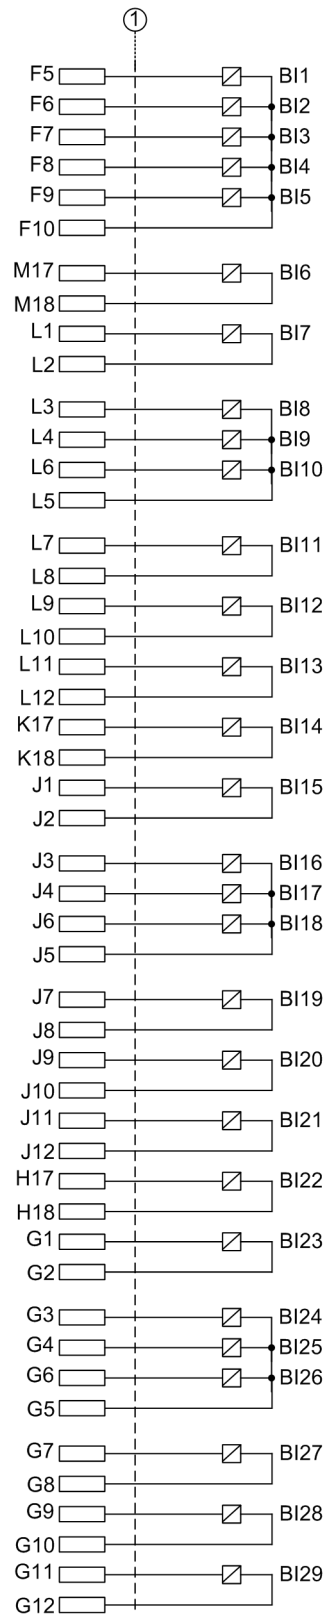 1
F5 BI1
F6 BI2
F7 BI3
F8 BI4
F9 BI5
F10
M17 BI6
M18
L1 BI7
L2
L3 BI8
L4 BI9
L6 BI10
L5
L7 BI11
L8
L9 BI12
L10
L11 BI13
L12
K17 BI14
K18
J1 BI15
J2
J3 BI16
J4 BI17
J6 BI18
J5
J7 BI19
J8
J9 BI20
J10
J11 BI21
J12
H17 BI22
H18
G1 BI23
G2
G3 BI24
G4 BI25
G6 BI26
G5
G7 BI27
G8
G9 BI28
G10
G11 BI29
G12